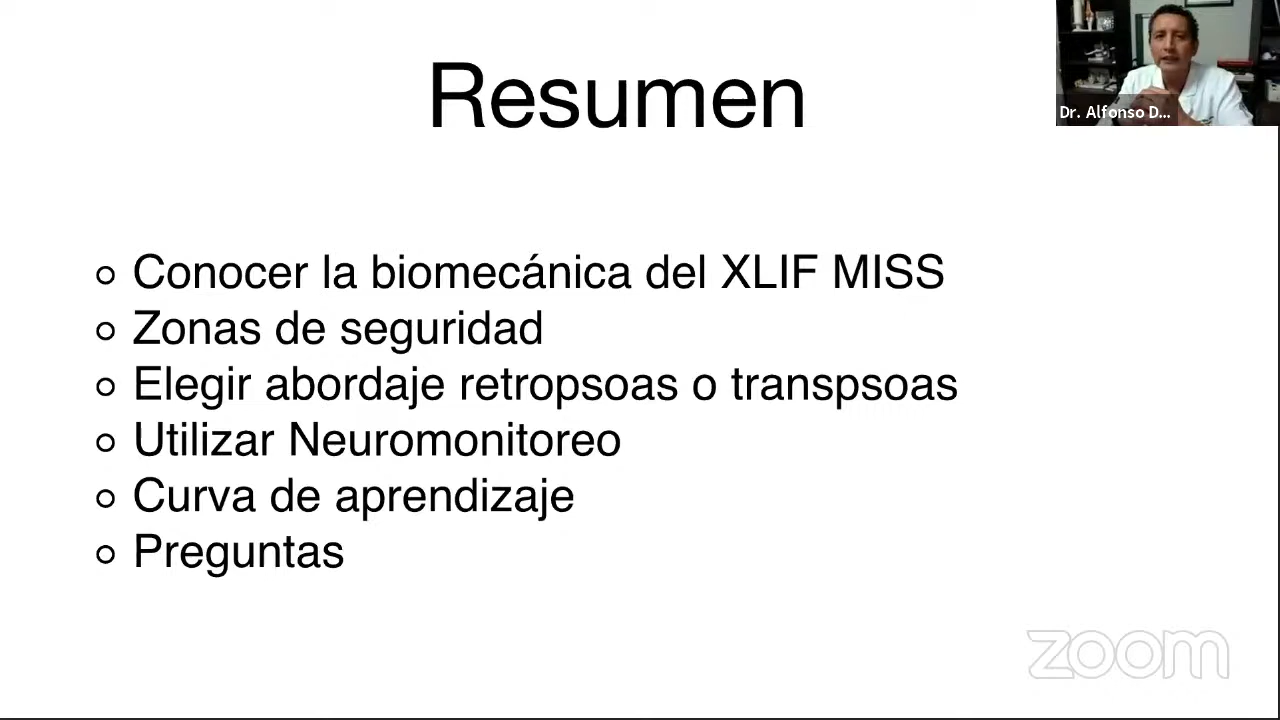 Resumen
Dr. Alfonso D...
Conocer la biomecánica del XLIF MISS
Zonas de seguridad
Elegir abordaje retropsoas o transpsoas
Utilizar Neuromonitoreo
Curva de aprendizaje
Preguntas
zoom